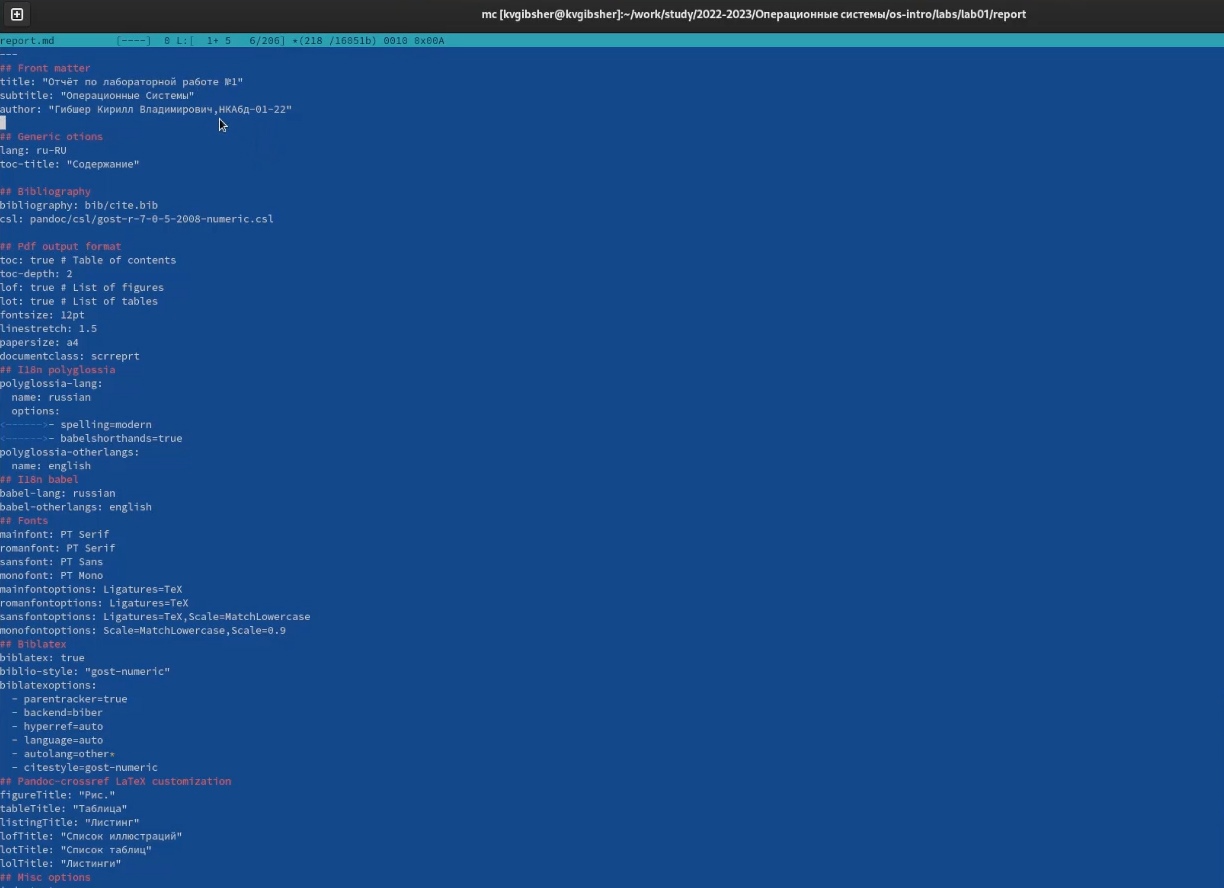 mc [kvgibsher@kvgibsher]:~/work/study/2022-2023/Операционные системы/os-intro/labs/lab01/report
report.md [----] 0 L:[ 1+ 5 6/206] *(218 /16851b) 0010 0x00A
---
## Front matter
title: "Отчёт по лабораторной работе №1"
subtitle: "Операционные Системы"
author: "Гибшер Кирилл Владимирович,НКАбд-01-22"
## Generic otions
lang: ru-RU
toc-title: "Содержание"
## Bibliography
bibliography: bib/cite.bib
csl: pandoc/csl/gost-r-7-0-5-2008-numeric.csl
## Pdf output format
toc: true # Table of contents
toc-depth: 2
lof: true # List of figures
lot: true # List of tables
fontsize: 12pt
linestretch: 1.5
papersize: a4
documentclass: scrreprt
## I18n polyglossia
polyglossia-lang:
  name: russian
  options:
<------>- spelling=modern
<------>- babelshorthands=true
polyglossia-otherlangs:
  name: english
## I18n babel
babel-lang: russian
babel-otherlangs: english
## Fonts
mainfont: PT Serif
romanfont: PT Serif
sansfont: PT Sans
monofont: PT Mono
mainfontoptions: Ligatures=TeX
romanfontoptions: Ligatures=TeX
sansfontoptions: Ligatures=TeX,Scale=MatchLowercase
monofontoptions: Scale=MatchLowercase,Scale=0.9
## Biblatex
biblatex: true
biblio-style: "gost-numeric"
biblatexoptions:
  - parentracker=true
  - backend=biber
  - hyperref=auto
  - language=auto
  - autolang=other*
  - citestyle=gost-numeric
## Pandoc-crossref LaTeX customization
figureTitle: "Рис."
tableTitle: "Таблица"
listingTitle: "Листинг"
lofTitle: "Список иллюстраций"
lotTitle: "Список таблиц"
lolTitle: "Листинги"
## Misc options